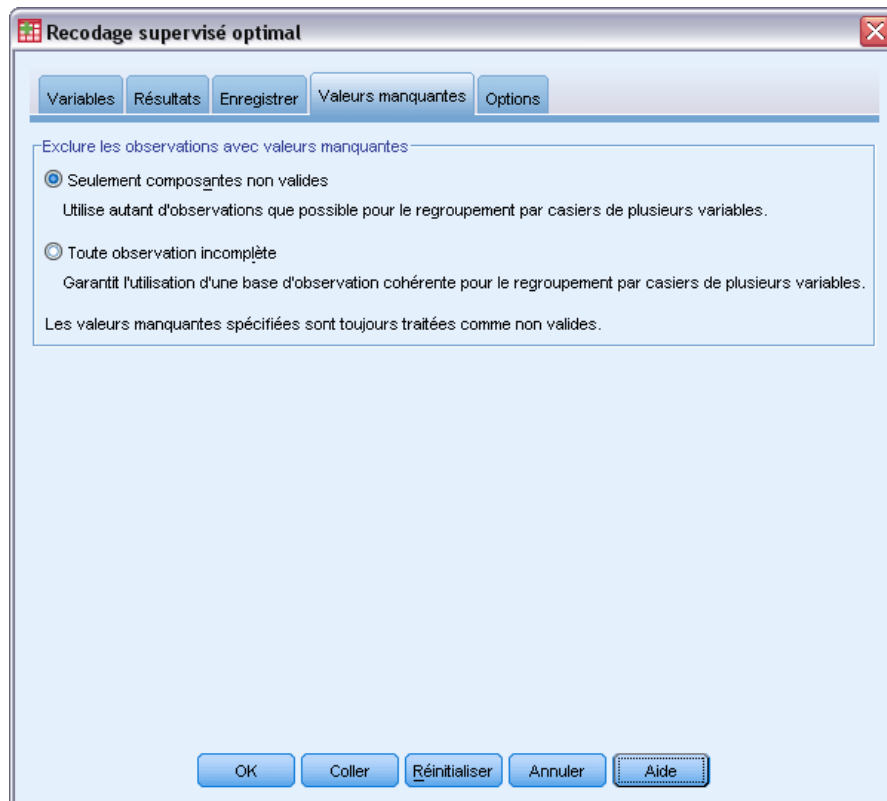 Recodage supervisé optimal
Variables Résultats Enregistrer Valeurs manquantes Options
Exclure les observations avec valeurs manquantes
Seulement composantes non valides
Utilise autant d'observations que possible pour le regroupement par casiers de plusieurs variables.
Toute observation incomplète
Garantit l'utilisation d'une base d'observation cohérente pour le regroupement par casiers de plusieurs variables.
Les valeurs manquantes spécifiées sont toujours traitées comme non valides.
OK Coller Réinitialiser Annuler Aide